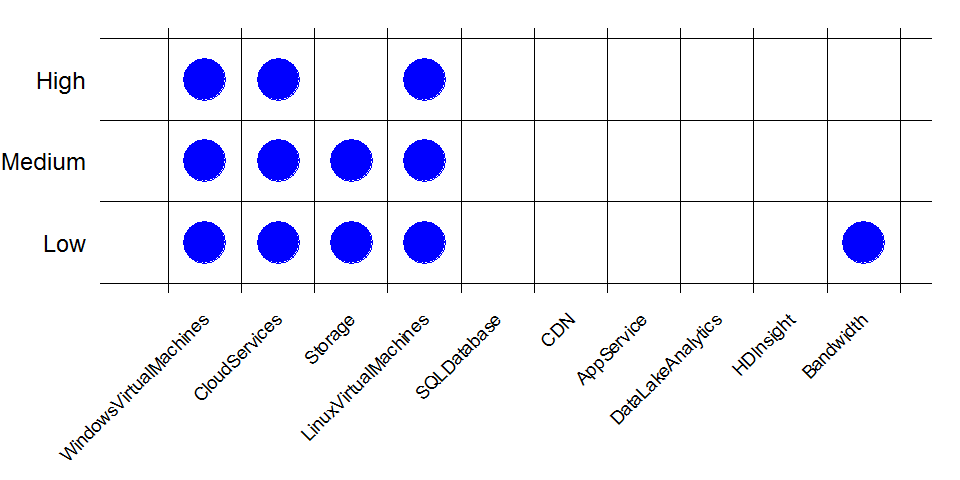 High
Medium
Low
WindowsVirtualMachines
CloudServices
Storage
LinuxVirtualMachines
SQLDatabase
CDN
AppService
DataLakeAnalytics
HDInsight
Bandwidth